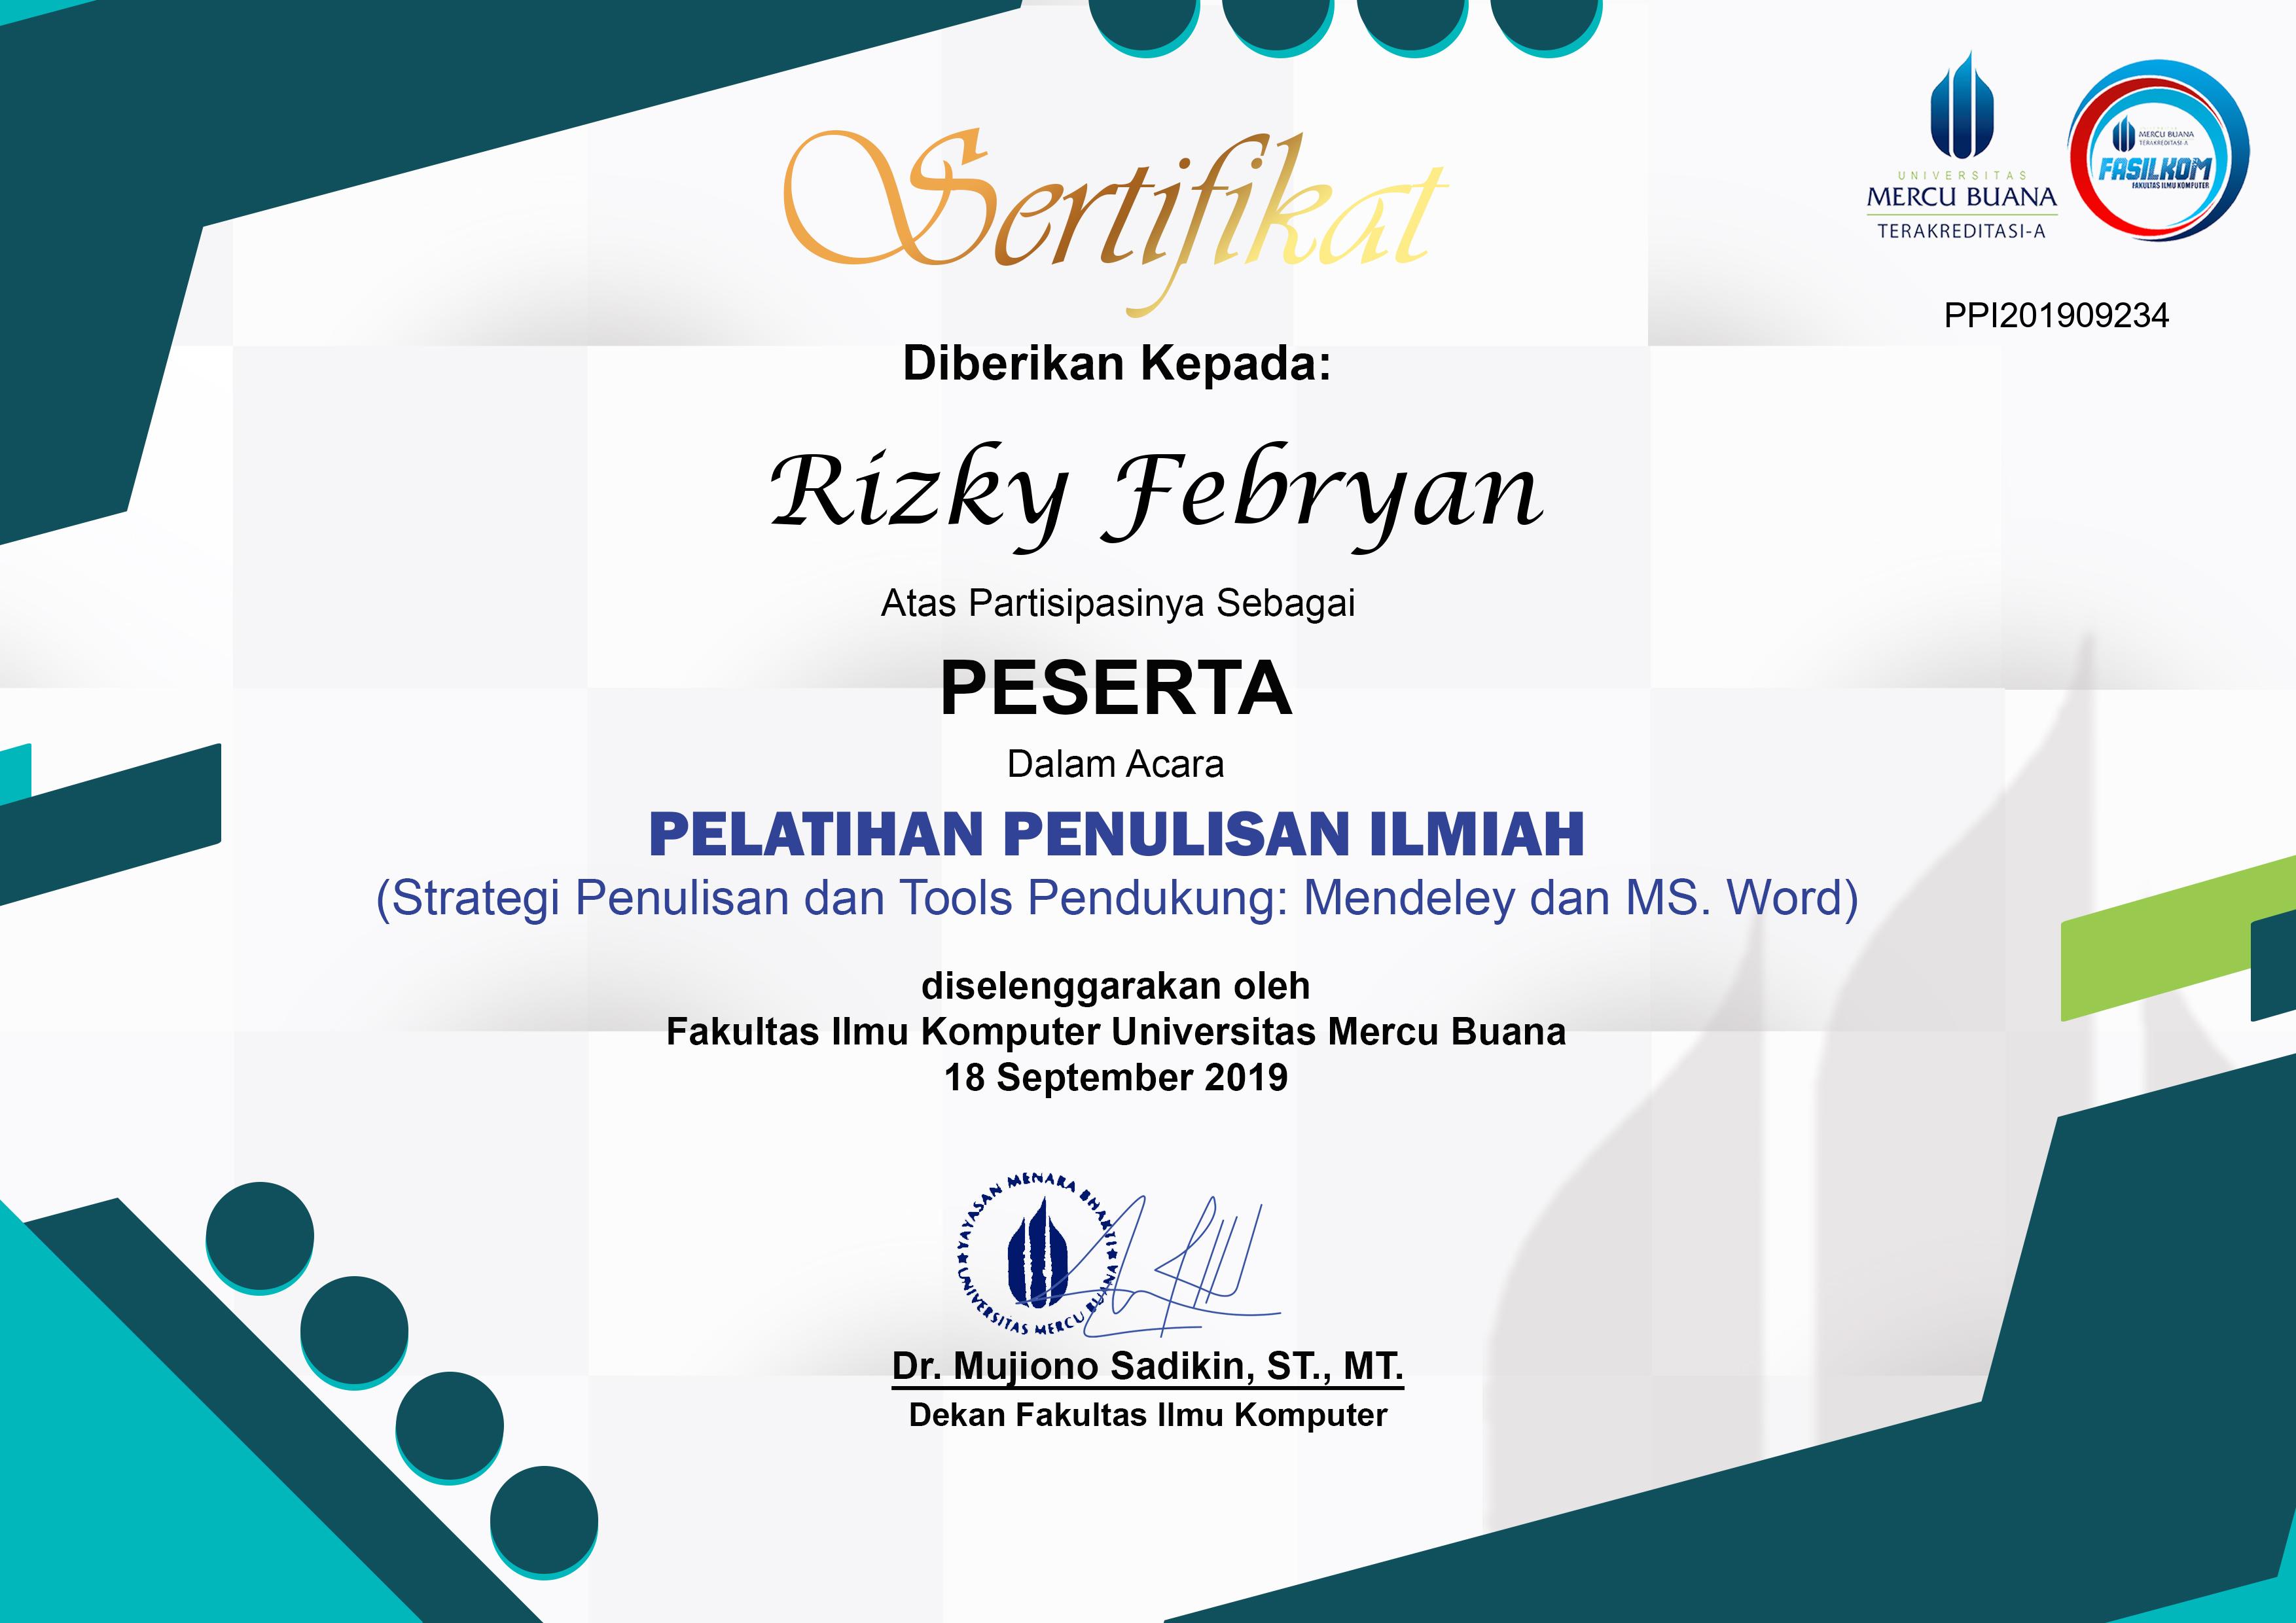 Sertifikat
UNIVERSITAS
MERCU BUANA
TERAKREDITASI-A
MERCU BUANA
TERAKREDITASI-A
FASILKOM
FAKULTAS ILMU KOMPUTER
PPI201909234
Diberikan Kepada:
Rizky Febryan
Atas Partisipasinya Sebagai
PESERTA
Dalam Acara
PELATIHAN PENULISAN ILMIAH
(Strategi Penulisan dan Tools Pendukung: Mendeley dan MS. Word)
diselenggarakan oleh
Fakultas Ilmu Komputer Universitas Mercu Buana
18 September 2019
YAYASAN MENARA BHAKTI
UNIVERSITAS MERCU BUANA
Dr. Mujiono Sadikin, ST., MT.
Dekan Fakultas Ilmu Komputer